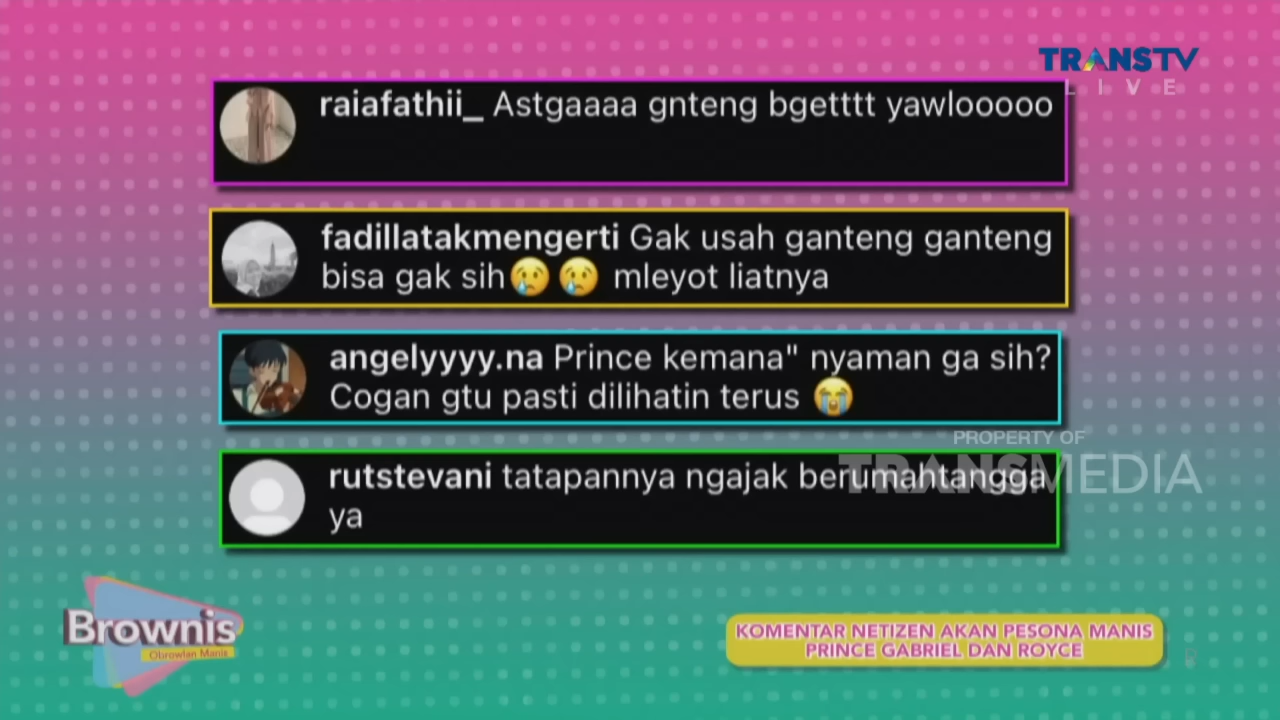 TRANSTV
LIVE
raiafathii_ Astgaaaa gnteng bgetttt yawlooooo
fadillatakmengerti Gak usah ganteng ganteng
bisa gak sih😢😢 mleyot liatnya
angelyyyy.na Prince kemana" nyaman ga sih?
Cogan gtu pasti dilihatin terus 😭
PROPERTY OF
TRANSMEDIA
rutstevani tatapannya ngajak berumahtangga
ya
Brownis
Obrowlan Manis
KOMENTAR NETIZEN AKAN PESONA MANIS
PRINCE GABRIEL DAN ROYCE